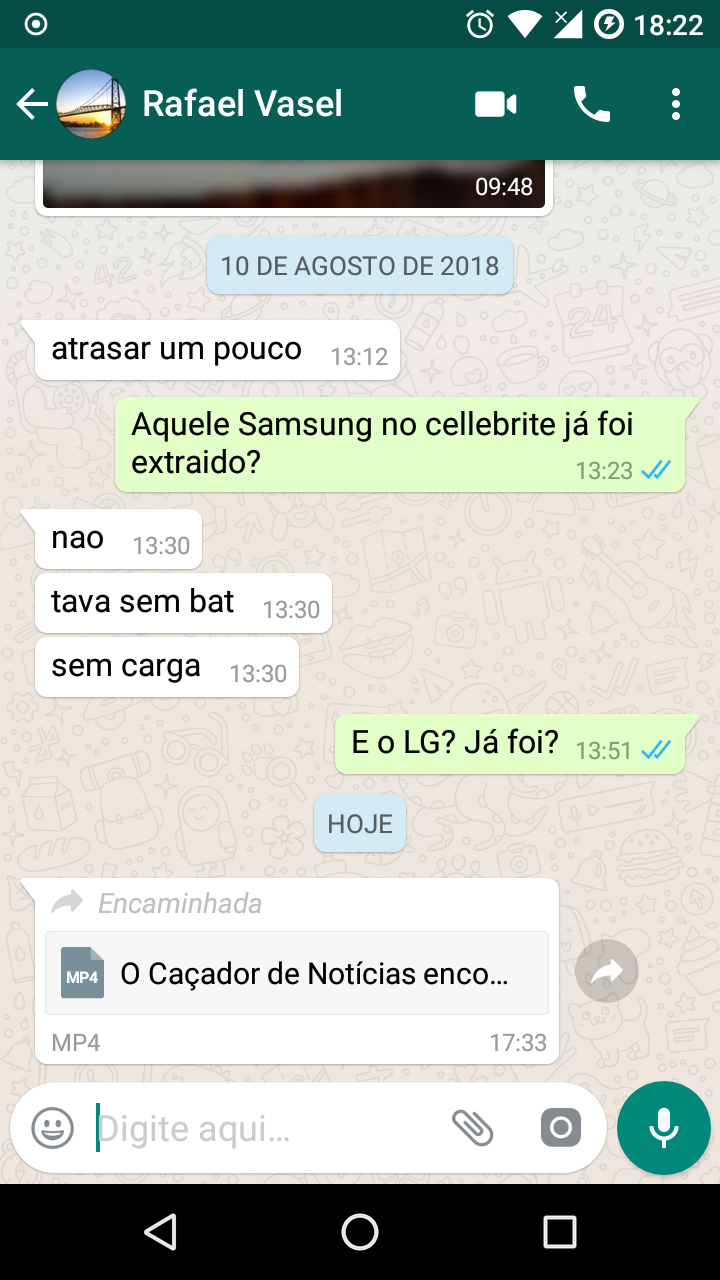 18:22
Rafael Vasel
09:48
10 DE AGOSTO DE 2018
atrasar um pouco 13:12
Aquele Samsung no cellebrite já foi
extraido? 13:23
nao 13:30
tava sem bat 13:30
sem carga 13:30
E o LG? Já foi? 13:51
HOJE
Encaminhada
MP4 O Caçador de Notícias enco...
MP4 17:33
Digite aqui...